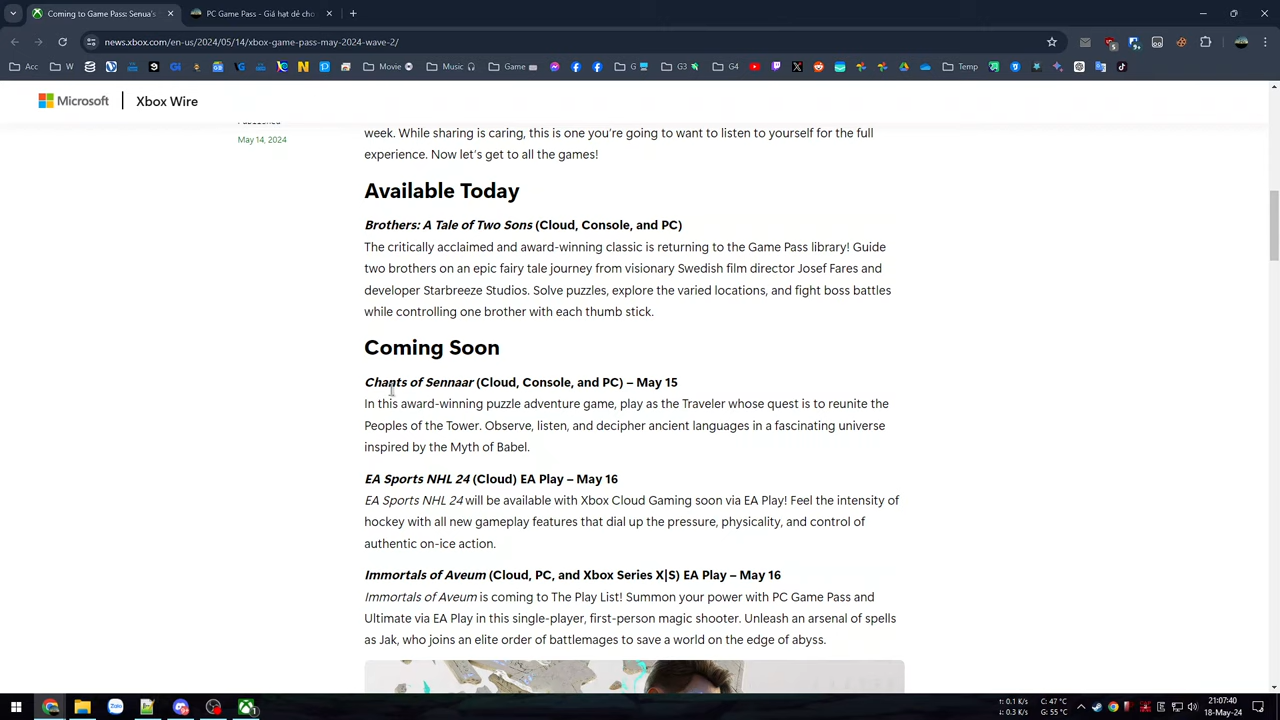 Coming to Game Pass: Senua's
PC Game Pass - Giá hạt dẻ cho
news.xbox.com/en-us/2024/05/14/xbox-game-pass-may-2024-wave-2/
Acc
W
Movie
Music
Game
G
G3
G4
Temp
Microsoft
Xbox Wire
Published
May 14, 2024
week. While sharing is caring, this is one you're going to want to listen to yourself for the full
experience. Now let's get to all the games!
Available Today
Brothers: A Tale of Two Sons (Cloud, Console, and PC)
The critically acclaimed and award-winning classic is returning to the Game Pass library! Guide
two brothers on an epic fairy tale journey from visionary Swedish film director Josef Fares and
developer Starbreeze Studios. Solve puzzles, explore the varied locations, and fight boss battles
while controlling one brother with each thumb stick.
Coming Soon
Chants of Sennaar (Cloud, Console, and PC) – May 15
In this award-winning puzzle adventure game, play as the Traveler whose quest is to reunite the
Peoples of the Tower. Observe, listen, and decipher ancient languages in a fascinating universe
inspired by the Myth of Babel.
EA Sports NHL 24 (Cloud) EA Play – May 16
EA Sports NHL 24 will be available with Xbox Cloud Gaming soon via EA Play! Feel the intensity of
hockey with all new gameplay features that dial up the pressure, physicality, and control of
authentic on-ice action.
Immortals of Aveum (Cloud, PC, and Xbox Series X|S) EA Play – May 16
Immortals of Aveum is coming to The Play List! Summon your power with PC Game Pass and
Ultimate via EA Play in this single-player, first-person magic shooter. Unleash an arsenal of spells
as Jak, who joins an elite order of battlemages to save a world on the edge of abyss.
Zalo
↑: 0.1 K/s
↓: 0.3 K/s
C: 47 °C
G: 55 °C
E
21:07:40
18-May-24